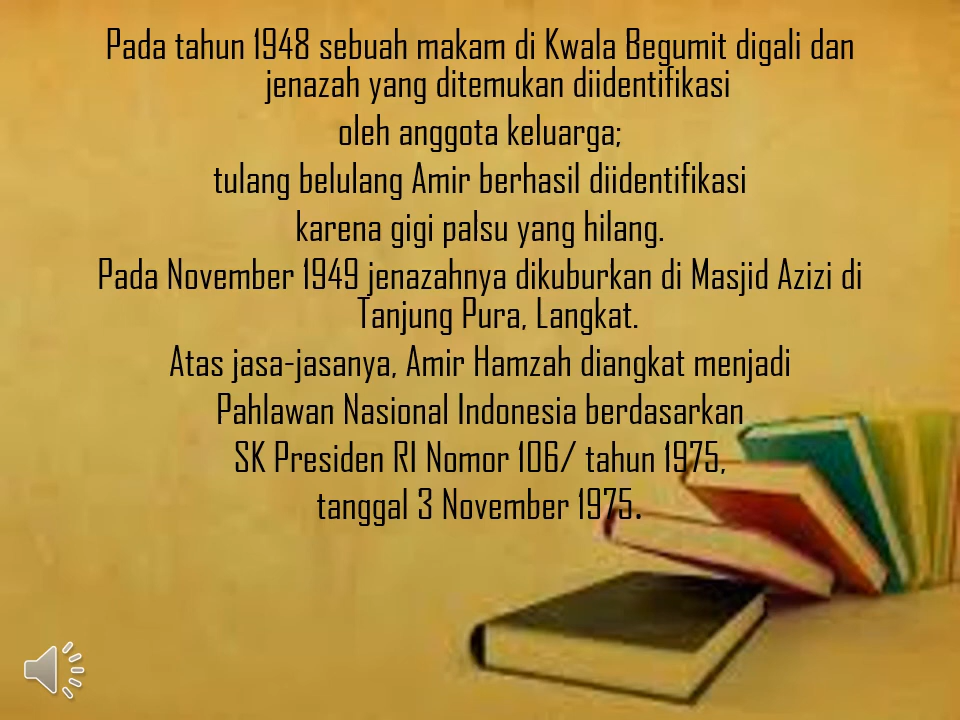 Pada tahun 1948 sebuah makam di Kwala Begumit digali dan
jenazah yang ditemukan diidentifikasi
oleh anggota keluarga;
tulang belulang Amir berhasil diidentifikasi
karena gigi palsu yang hilang.
Pada November 1949 jenazahnya dikuburkan di Masjid Azizi di
Tanjung Pura, Langkat.
Atas jasa-jasanya, Amir Hamzah diangkat menjadi
Pahlawan Nasional Indonesia berdasarkan
SK Presiden RI Nomor 106/ tahun 1975,
tanggal 3 November 1975.